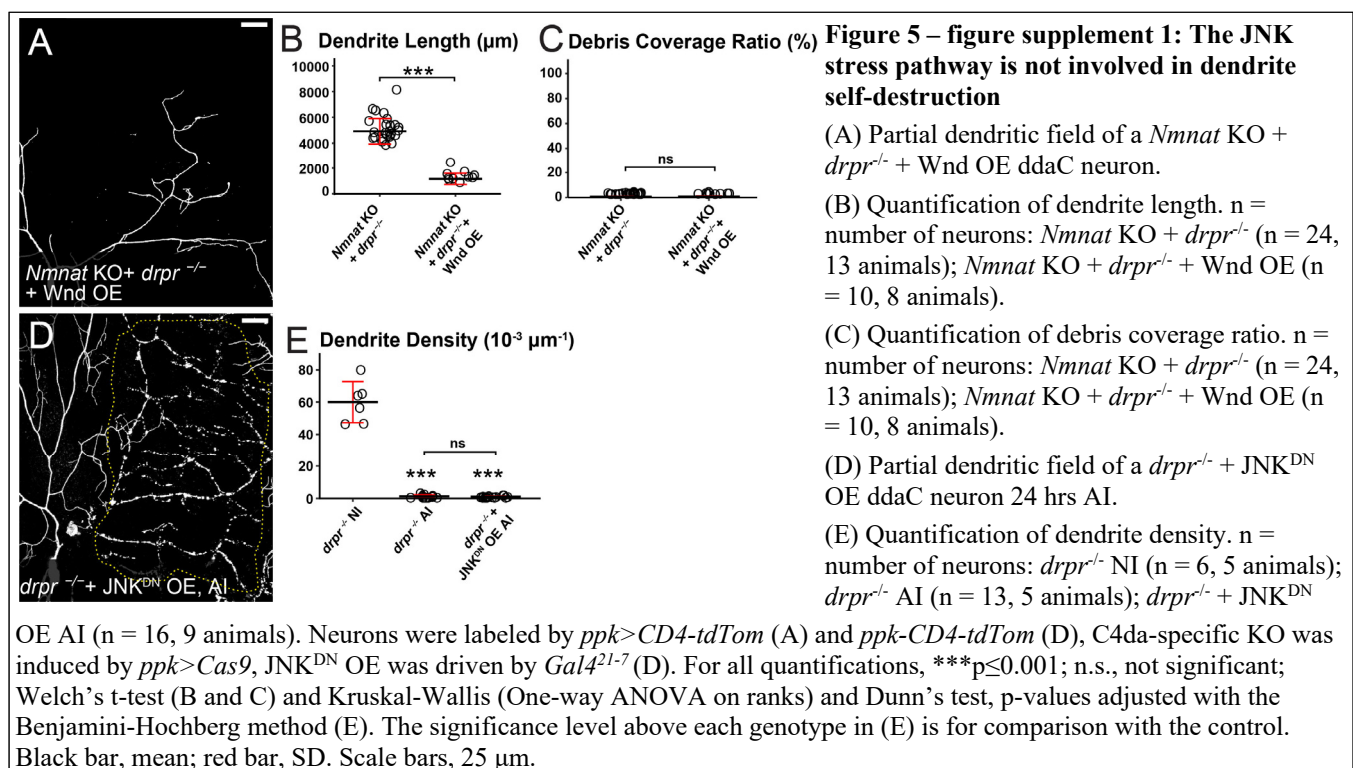 A
Nmnat KO+ drpr -/-
+ Wnd OE
B Dendrite Length (µm)
10000
8000
6000
4000
2000
0
***
Nmnat KO
+ drpr-/-
Nmnat KO
+ drpr-/-+
Wnd OE
C Debris Coverage Ratio (%)
100
80
60
40
20
0
ns
Nmnat KO
+ drpr-/-
Nmnat KO
+ drpr-/-+
Wnd OE
D
drpr -/-+ JNKDN OE, AI
E Dendrite Density (10-3 µm-1)
80
60
40
20
0
ns
*** ***
drpr-/- NI
drpr-/- AI
drpr-/- +
JNKDN OE AI
Figure 5 – figure supplement 1: The JNK
stress pathway is not involved in dendrite
self-destruction
(A) Partial dendritic field of a Nmnat KO +
drpr-/- + Wnd OE ddaC neuron.
(B) Quantification of dendrite length. n =
number of neurons: Nmnat KO + drpr-/- (n = 24,
13 animals); Nmnat KO + drpr-/- + Wnd OE (n
= 10, 8 animals).
(C) Quantification of debris coverage ratio. n =
number of neurons: Nmnat KO + drpr-/- (n = 24,
13 animals); Nmnat KO + drpr-/- + Wnd OE (n
= 10, 8 animals).
(D) Partial dendritic field of a drpr-/- + JNKDN
OE ddaC neuron 24 hrs AI.
(E) Quantification of dendrite density. n =
number of neurons: drpr-/- NI (n = 6, 5 animals);
drpr-/- AI (n = 13, 5 animals); drpr-/- + JNKDN
OE AI (n = 16, 9 animals). Neurons were labeled by ppk>CD4-tdTom (A) and ppk-CD4-tdTom (D), C4da-specific KO was
induced by ppk>Cas9, JNKDN OE was driven by Gal421-7 (D). For all quantifications, ***p≤0.001; n.s., not significant;
Welch's t-test (B and C) and Kruskal-Wallis (One-way ANOVA on ranks) and Dunn's test, p-values adjusted with the
Benjamini-Hochberg method (E). The significance level above each genotype in (E) is for comparison with the control.
Black bar, mean; red bar, SD. Scale bars, 25 µm.